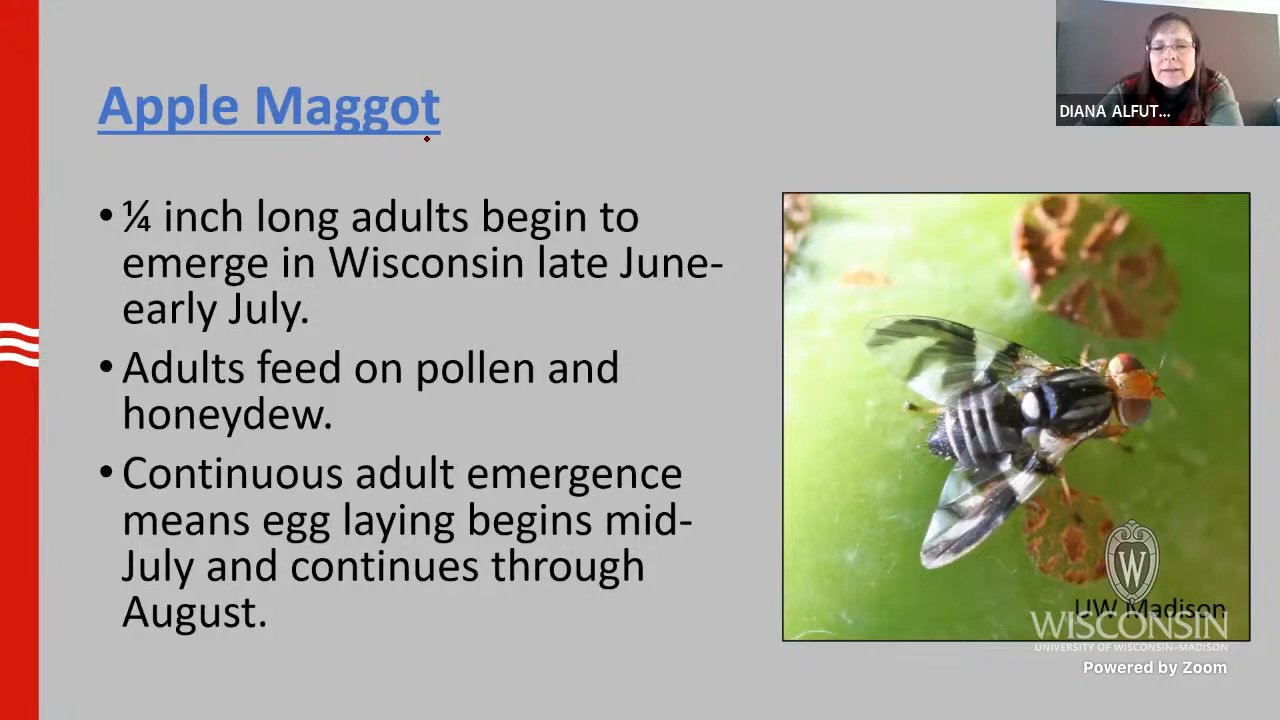 Apple Maggot
DIANA ALFUT...
• ¼ inch long adults begin to
emerge in Wisconsin late June-
early July.
• Adults feed on pollen and
honeydew.
• Continuous adult emergence
means egg laying begins mid-
July and continues through
August.
W
UW Madison
WISCONSIN
UNIVERSITY OF WISCONSIN–MADISON
Powered by Zoom